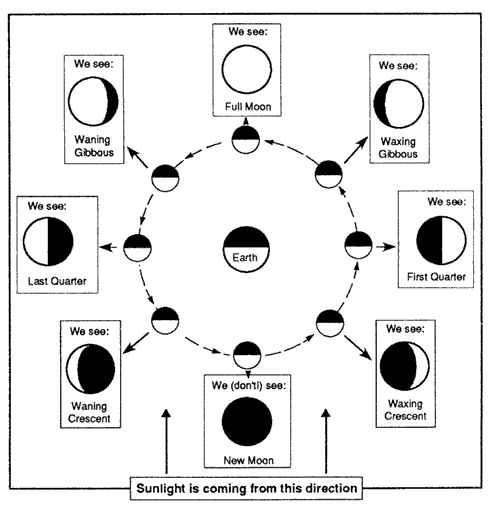 We see:
Full Moon
We see:
Waning
Gibbous
We see:
Waxing
Gibbous
We see:
Last Quarter
Earth
We see:
First Quarter
We see:
Waning
Crescent
We (don't!) see:
New Moon
We see:
Waxing
Crescent
Sunlight is coming from this direction